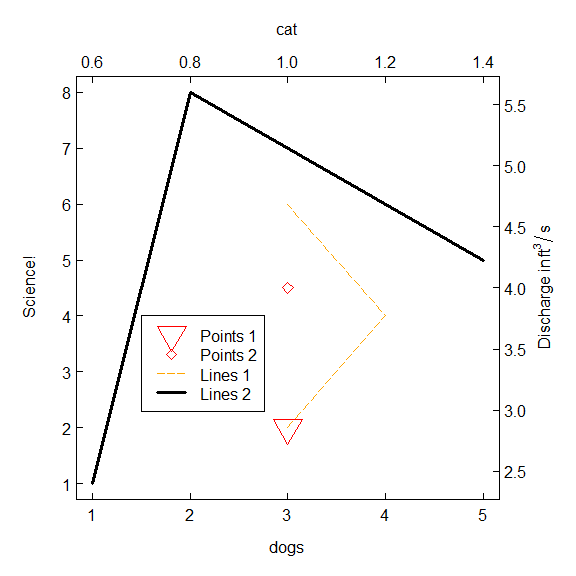 cat
0.6 0.8 1.0 1.2 1.4
8
7
6
5
4
3
2
1
Science!
5.5
5.0
4.5
4.0
3.5
3.0
2.5
Discharge in ft³/s
Points 1
Points 2
Lines 1
Lines 2
1 2 3 4 5
dogs